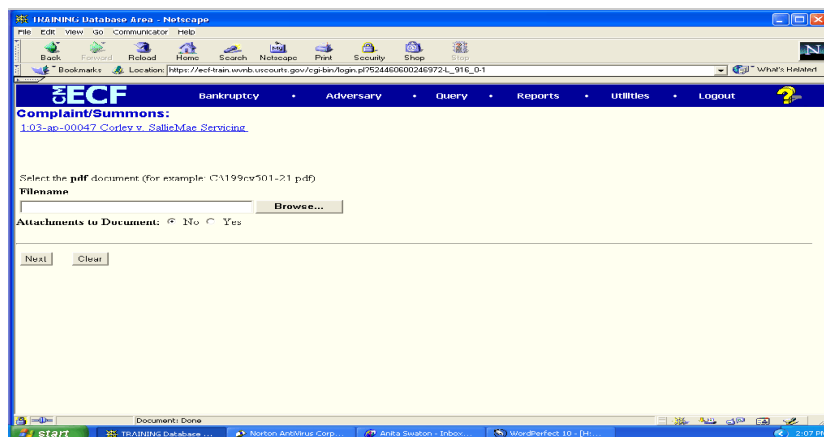 TRAINING Database Area - Netscape
File Edit View Go Communicator Help
Back Forward Reload Home Search Netscape Print Security Shop Stop
Bookmarks Location: https://ecf-train.wvnb.uscourts.gov/cgi-bin/login.pl?524460600246972-L_916_0-1 What's Related
CM ECF Bankruptcy • Adversary • Query • Reports • Utilities • Logout ?
Complaint/Summons:
1:03-ap-00047 Corley v. SallieMae Servicing
Select the pdf document (for example: C:\199cv501-21.pdf)
Filename
Browse...
Attachments to Document: No Yes
Next Clear
Document: Done
start TRAINING Database ... Norton AntiVirus Corp... Anita Swaton - Inbox... WordPerfect 10 - [H:... 2:07 PM